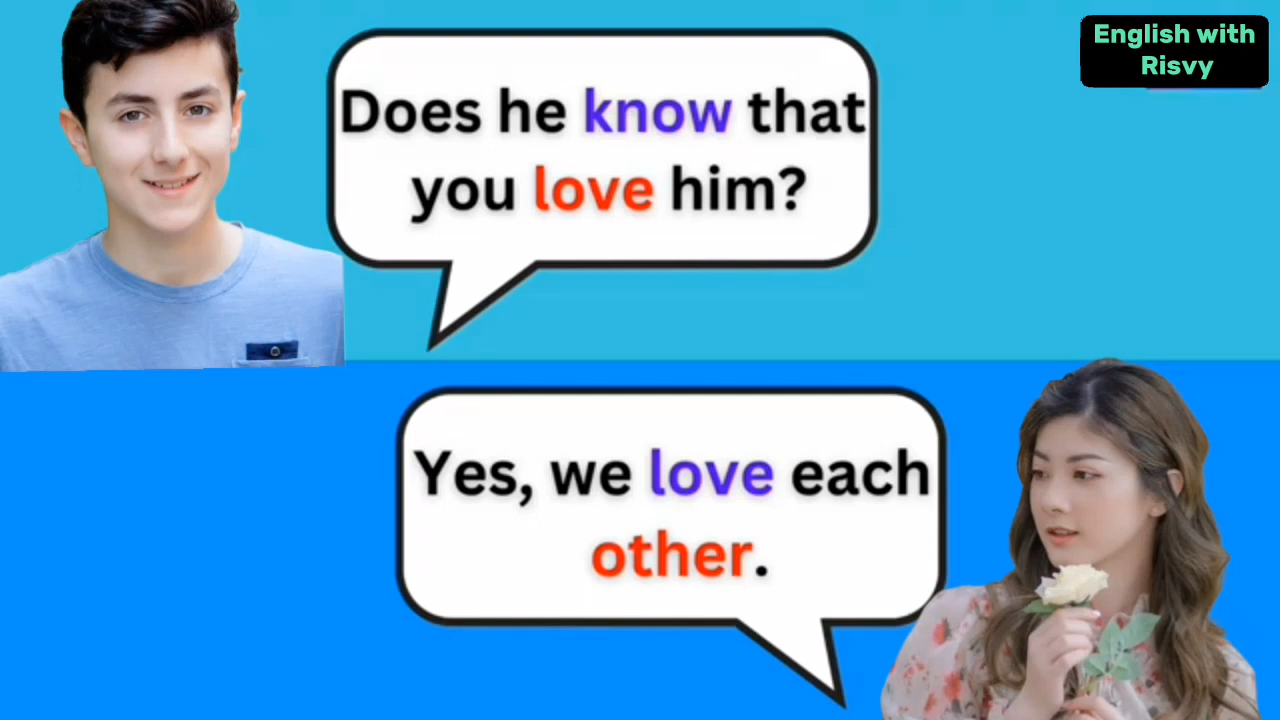 English with
Risvy
Does he know that
you love him?
Yes, we love each
other.